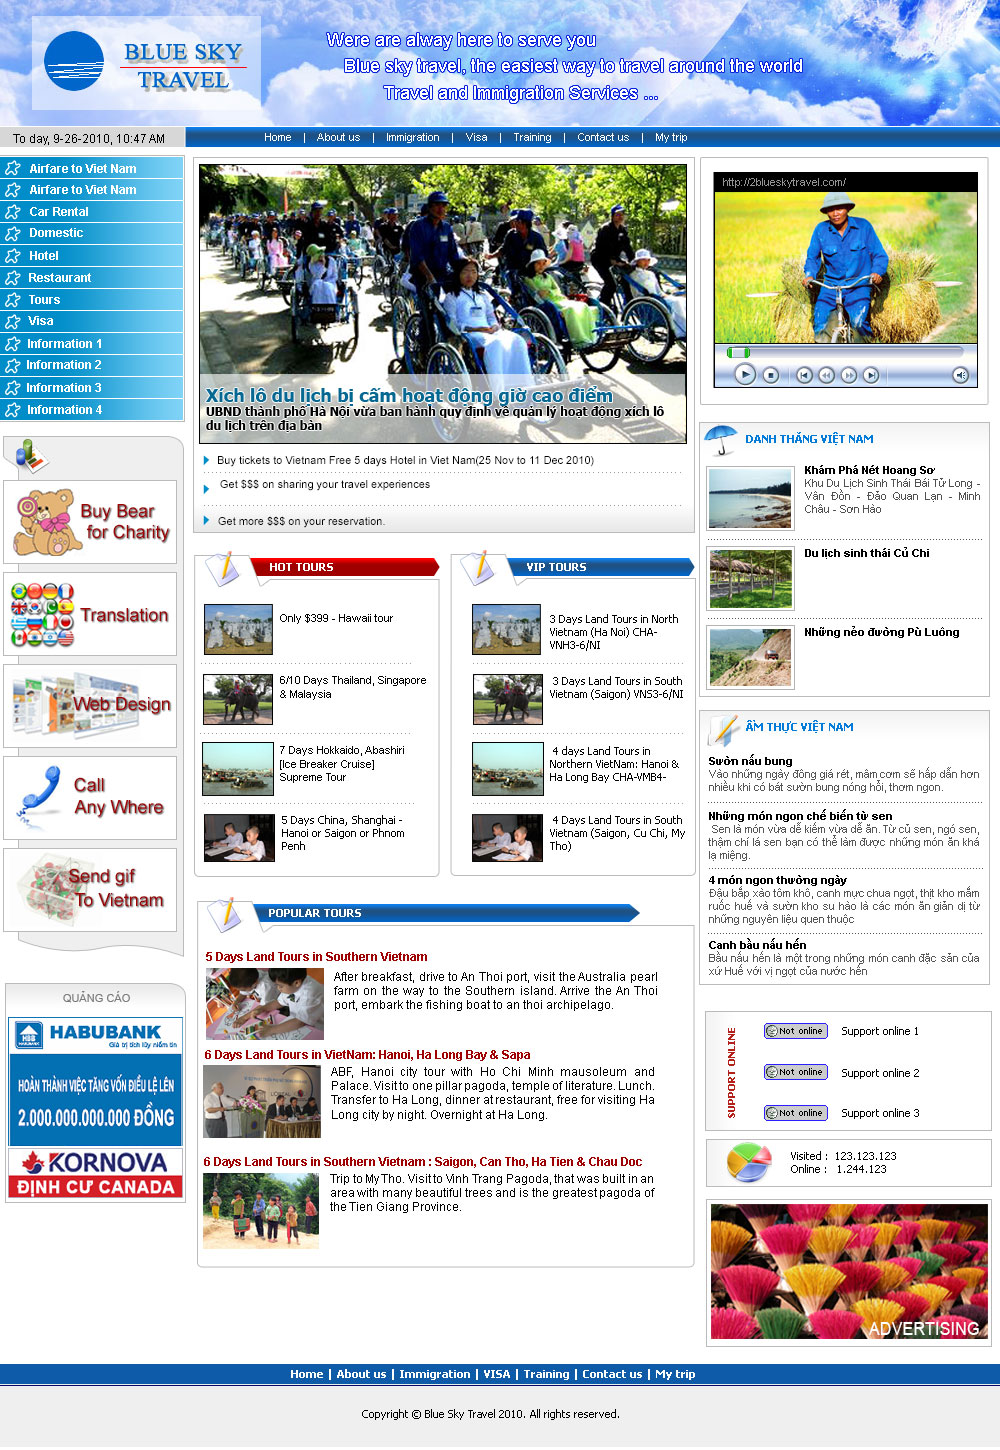 BLUE SKY
TRAVEL
Were are alway here to serve you
Blue sky travel, the easiest way to travel around the world
Travel and Immigration Services ...
To day, 9-26-2010, 10:47 AM
Home | About us | Immigration | Visa | Training | Contact us | My trip
Airfare to Viet Nam
Airfare to Viet Nam
Car Rental
Domestic
Hotel
Restaurant
Tours
Visa
Information 1
Information 2
Information 3
Information 4
Buy Bear
for Charity
Translation
Web Design
Call
Any Where
Send gif
To Vietnam
QUẢNG CÁO
HABUBANK
Giá trị tích lũy niềm tin
HOÀN THÀNH VIỆC TĂNG VỐN ĐIỀU LỆ LÊN
2.000.000.000.000 ĐỒNG
KORNOVA
ĐỊNH CƯ CANADA
Xích lô du lịch bị cấm hoạt động giờ cao điểm
UBND thành phố Hà Nội vừa ban hành quy định về quản lý hoạt động xích lô
du lịch trên địa bàn
Buy tickets to Vietnam Free 5 days Hotel in Viet Nam(25 Nov to 11 Dec 2010)
Get $$$ on sharing your travel experiences
Get more $$$ on your reservation.
HOT TOURS
Only $399 - Hawaii tour
6/10 Days Thailand, Singapore
& Malaysia
7 Days Hokkaido, Abashiri
[Ice Breaker Cruise]
Supreme Tour
5 Days China, Shanghai -
Hanoi or Saigon or Phnom
Penh
VIP TOURS
3 Days Land Tours in North
Vietnam (Ha Noi) CHA-
VNH3-6/NI
3 Days Land Tours in South
Vietnam (Saigon) VNS3-6/NI
4 days Land Tours in
Northern VietNam: Hanoi &
Ha Long Bay CHA-VMB4-
4 Days Land Tours in South
Vietnam (Saigon, Cu Chi, My
Tho)
POPULAR TOURS
5 Days Land Tours in Southern Vietnam
After breakfast, drive to An Thoi port, visit the Australia pearl
farm on the way to the Southern island. Arrive the An Thoi
port, embark the fishing boat to an thoi archipelago.
6 Days Land Tours in VietNam: Hanoi, Ha Long Bay & Sapa
ABF, Hanoi city tour with Ho Chi Minh mausoleum and
Palace. Visit to one pillar pagoda, temple of literature. Lunch.
Transfer to Ha Long, dinner at restaurant, free for visiting Ha
Long city by night. Overnight at Ha Long.
6 Days Land Tours in Southern Vietnam : Saigon, Can Tho, Ha Tien & Chau Doc
Trip to My Tho. Visit to Vinh Trang Pagoda, that was built in an
area with many beautiful trees and is the greatest pagoda of
the Tien Giang Province.
http://2blueskytravel.com/
DANH THẮNG VIỆT NAM
Khám Phá Nét Hoang Sơ
Khu Du Lịch Sinh Thái Bái Tử Long -
Vân Đồn - Đảo Quan Lạn - Minh
Châu - Sơn Hào
Du lịch sinh thái Củ Chi
Những nẻo đường Pù Luông
ẨM THỰC VIỆT NAM
Sườn nấu bung
Vào những ngày đông giá rét, mâm cơm sẽ hấp dẫn hơn
nhiều khi có bát sườn bung nóng hổi, thơm ngon.
Những món ngon chế biến từ sen
Sen là món vừa dễ kiếm vừa dễ ăn. Từ củ sen, ngó sen,
thậm chí lá sen bạn có thể làm được những món ăn khá
lạ miệng.
4 món ngon thường ngày
Đậu bắp xào tôm khô, canh mực chua ngọt, thịt kho mắm
ruốc huế và sườn kho su hào là các món ăn giản dị từ
những nguyên liệu quen thuộc
Canh bầu nấu hến
Bầu nấu hến là một trong những món canh đặc sản của
xứ Huế với vị ngọt của nước hến
SUPPORT ONLINE
Not online Support online 1
Not online Support online 2
Not online Support online 3
Visited : 123.123.123
Online : 1.244.123
ADVERTISING
Home | About us | Immigration | VISA | Training | Contact us | My trip
Copyright © Blue Sky Travel 2010. All rights reserved.